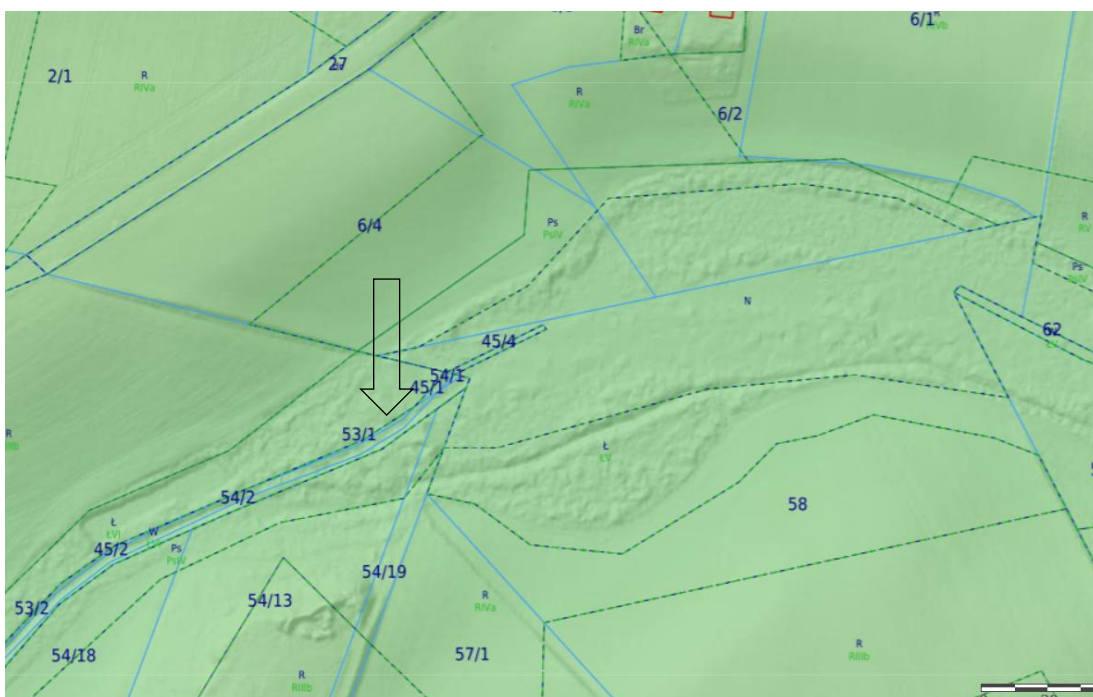 6/1
R
RIVb
Br
RIVa
27
2/1
R
RIVa
R
RIVa
6/2
6/4
Ps
PsIV
R
RV
Ps
PsIV
N
62
45/4
54/1
45/1
53/1
R
Ł
ŁV
54/2
58
Ł
ŁVI
W
45/2
Ps
PsIV
54/19
53/2
54/13
R
RIVa
54/18
57/1
R
RIIIb
R
RIIIb